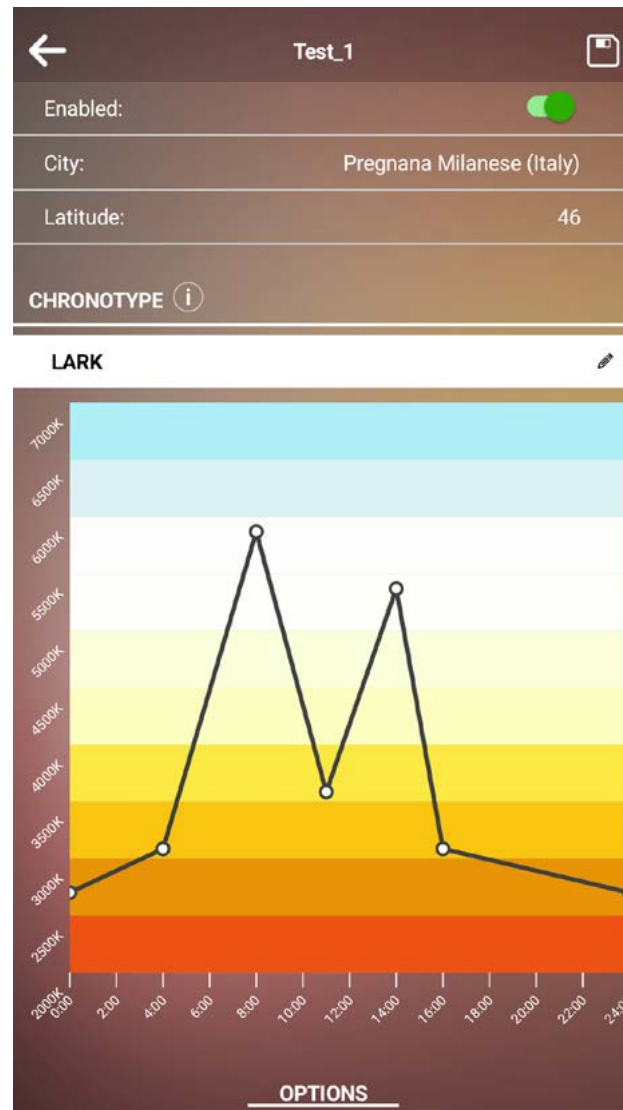 Test_1
Enabled:
City: Pregnana Milanese (Italy)
Latitude: 46
CHRONOTYPE i
LARK
7000K
6500K
6000K
5500K
5000K
4500K
4000K
3500K
3000K
2500K
2000K
0:00 2:00 4:00 6:00 8:00 10:00 12:00 14:00 16:00 18:00 20:00 22:00
OPTIONS